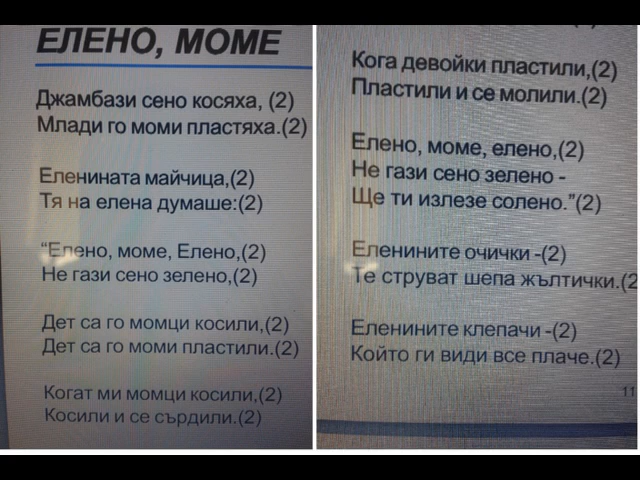 ЕЛЕНО, МОМЕ
Джамбази сено косяха, (2)
Млади го моми пластяха.(2)
Еленината майчица,(2)
Тя на елена думаше:(2)
“Елено, моме, Елено,(2)
Не гази сено зелено,(2)
Дет са го момци косили,(2)
Дет са го моми пластили.(2)
Когат ми момци косили,(2)
Косили и се сърдили.(2)
Кога девойки пластили,(2)
Пластили и се молили.(2)
Елено, моме, елено,(2)
Не гази сено зелено -
Ще ти излезе солено.”(2)
Еленините очички -(2)
Те струват шепа жълтички.(2
Еленините клепачи -(2)
Който ги види все плаче.(2)
11